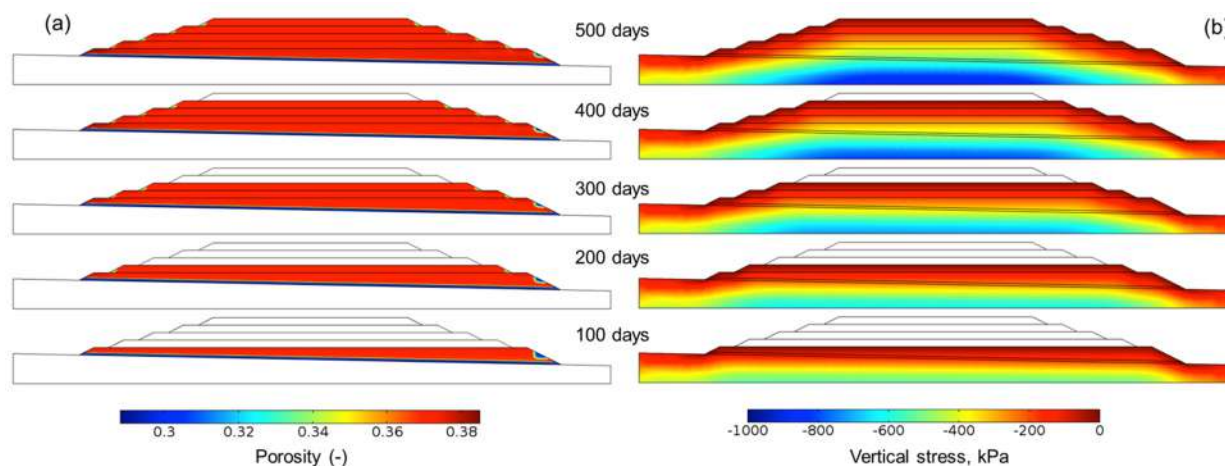 (a)
500 days
(b)
400 days
300 days
200 days
100 days
0.3 0.32 0.34 0.36 0.38
Porosity (-)
-1000 -800 -600 -400 -200 0
Vertical stress, kPa